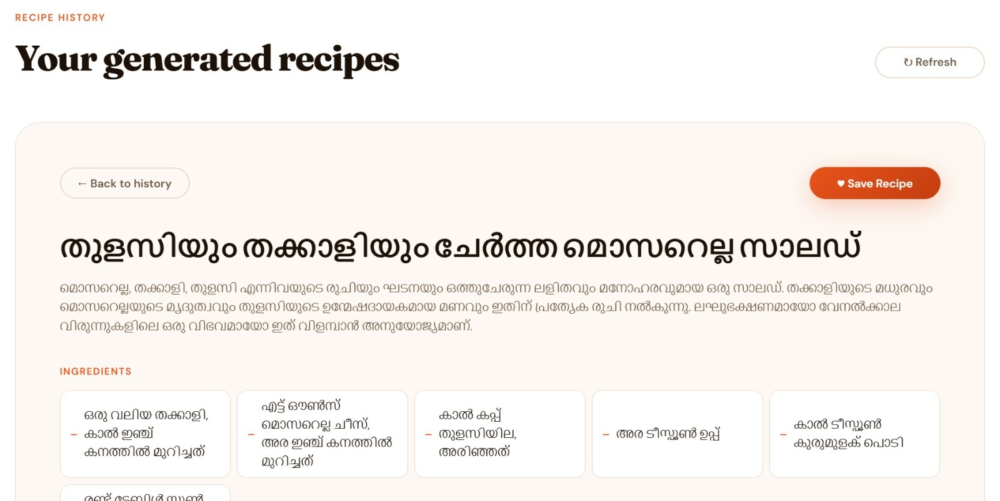 RECIPE HISTORY
Your generated recipes
↻ Refresh
← Back to history
♥ Save Recipe
തുളസിയും തക്കാളിയും ചേർത്ത മൊസറെല്ല സാലഡ്
മൊസറെല്ല, തക്കാളി, തുളസി എന്നിവയുടെ രുചിയും ഘടനയും ഒത്തുചേരുന്ന ലളിതവും മനോഹരവുമായ ഒരു സാലഡ്. തക്കാളിയുടെ മധുരവും
മൊസറെല്ലയുടെ മൃദുത്വവും തുളസിയുടെ ഉന്മേഷദായകമായ മണവും ഇതിന് പ്രത്യേക രുചി നൽകുന്നു. ലഘുഭക്ഷണമായോ വേനൽക്കാല
വിരുന്നുകളിലെ ഒരു വിഭവമായോ ഇത് വിളമ്പാൻ അനുയോജ്യമാണ്.
INGREDIENTS
– ഒരു വലിയ തക്കാളി,
കാൽ ഇഞ്ച്
കനത്തിൽ മുറിച്ചത്
– എട്ട് ഔൺസ്
മൊസറെല്ല ചീസ്,
അര ഇഞ്ച് കനത്തിൽ
മുറിച്ചത്
– കാൽ കപ്പ്
തുളസിയില,
അരിഞ്ഞത്
– അര ടീസ്പൂൺ ഉപ്പ്
– കാൽ ടീസ്പൂൺ
കുരുമുളക് പൊടി
രണ്ട് ടേബിൾ സ്പൂൺ